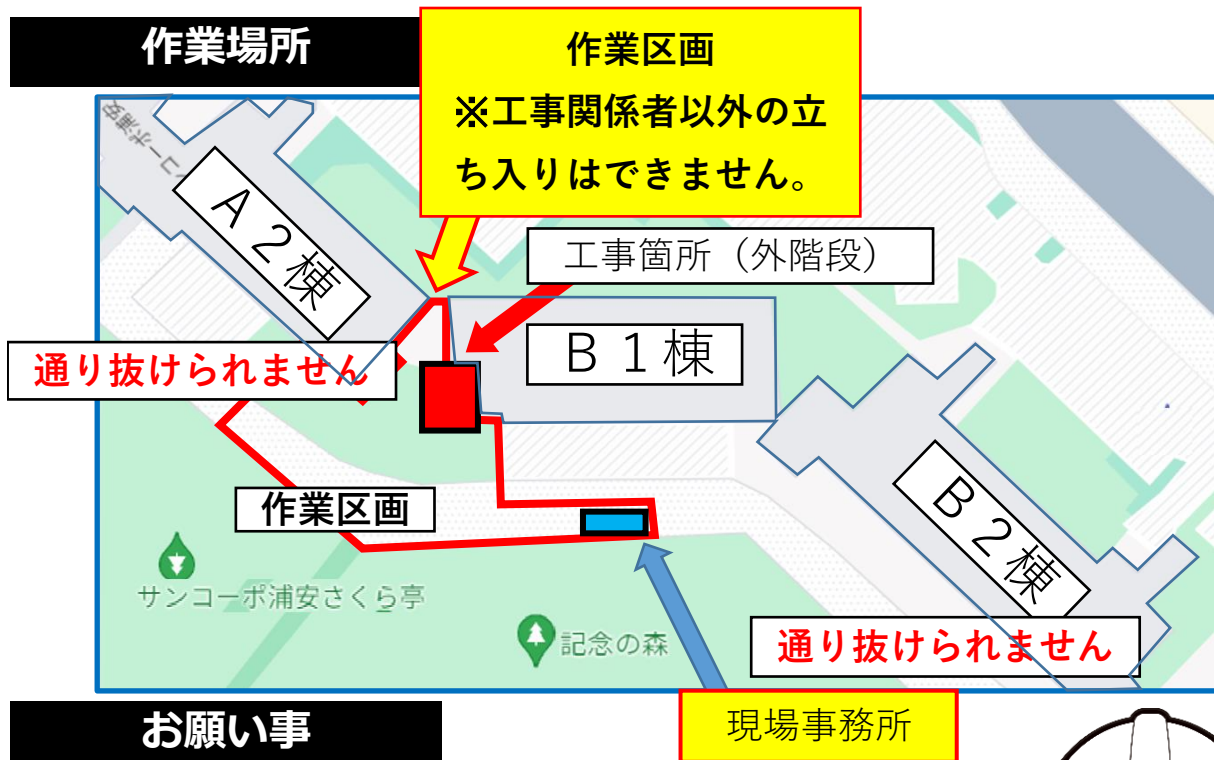 作業場所
作業区画
※工事関係者以外の立
ち入りはできません。
A2棟
工事箇所（外階段）
B1棟
通り抜けられません
作業区画
B2棟
サンコーポ浦安さくら亭
記念の森
通り抜けられません
お願い事
現場事務所